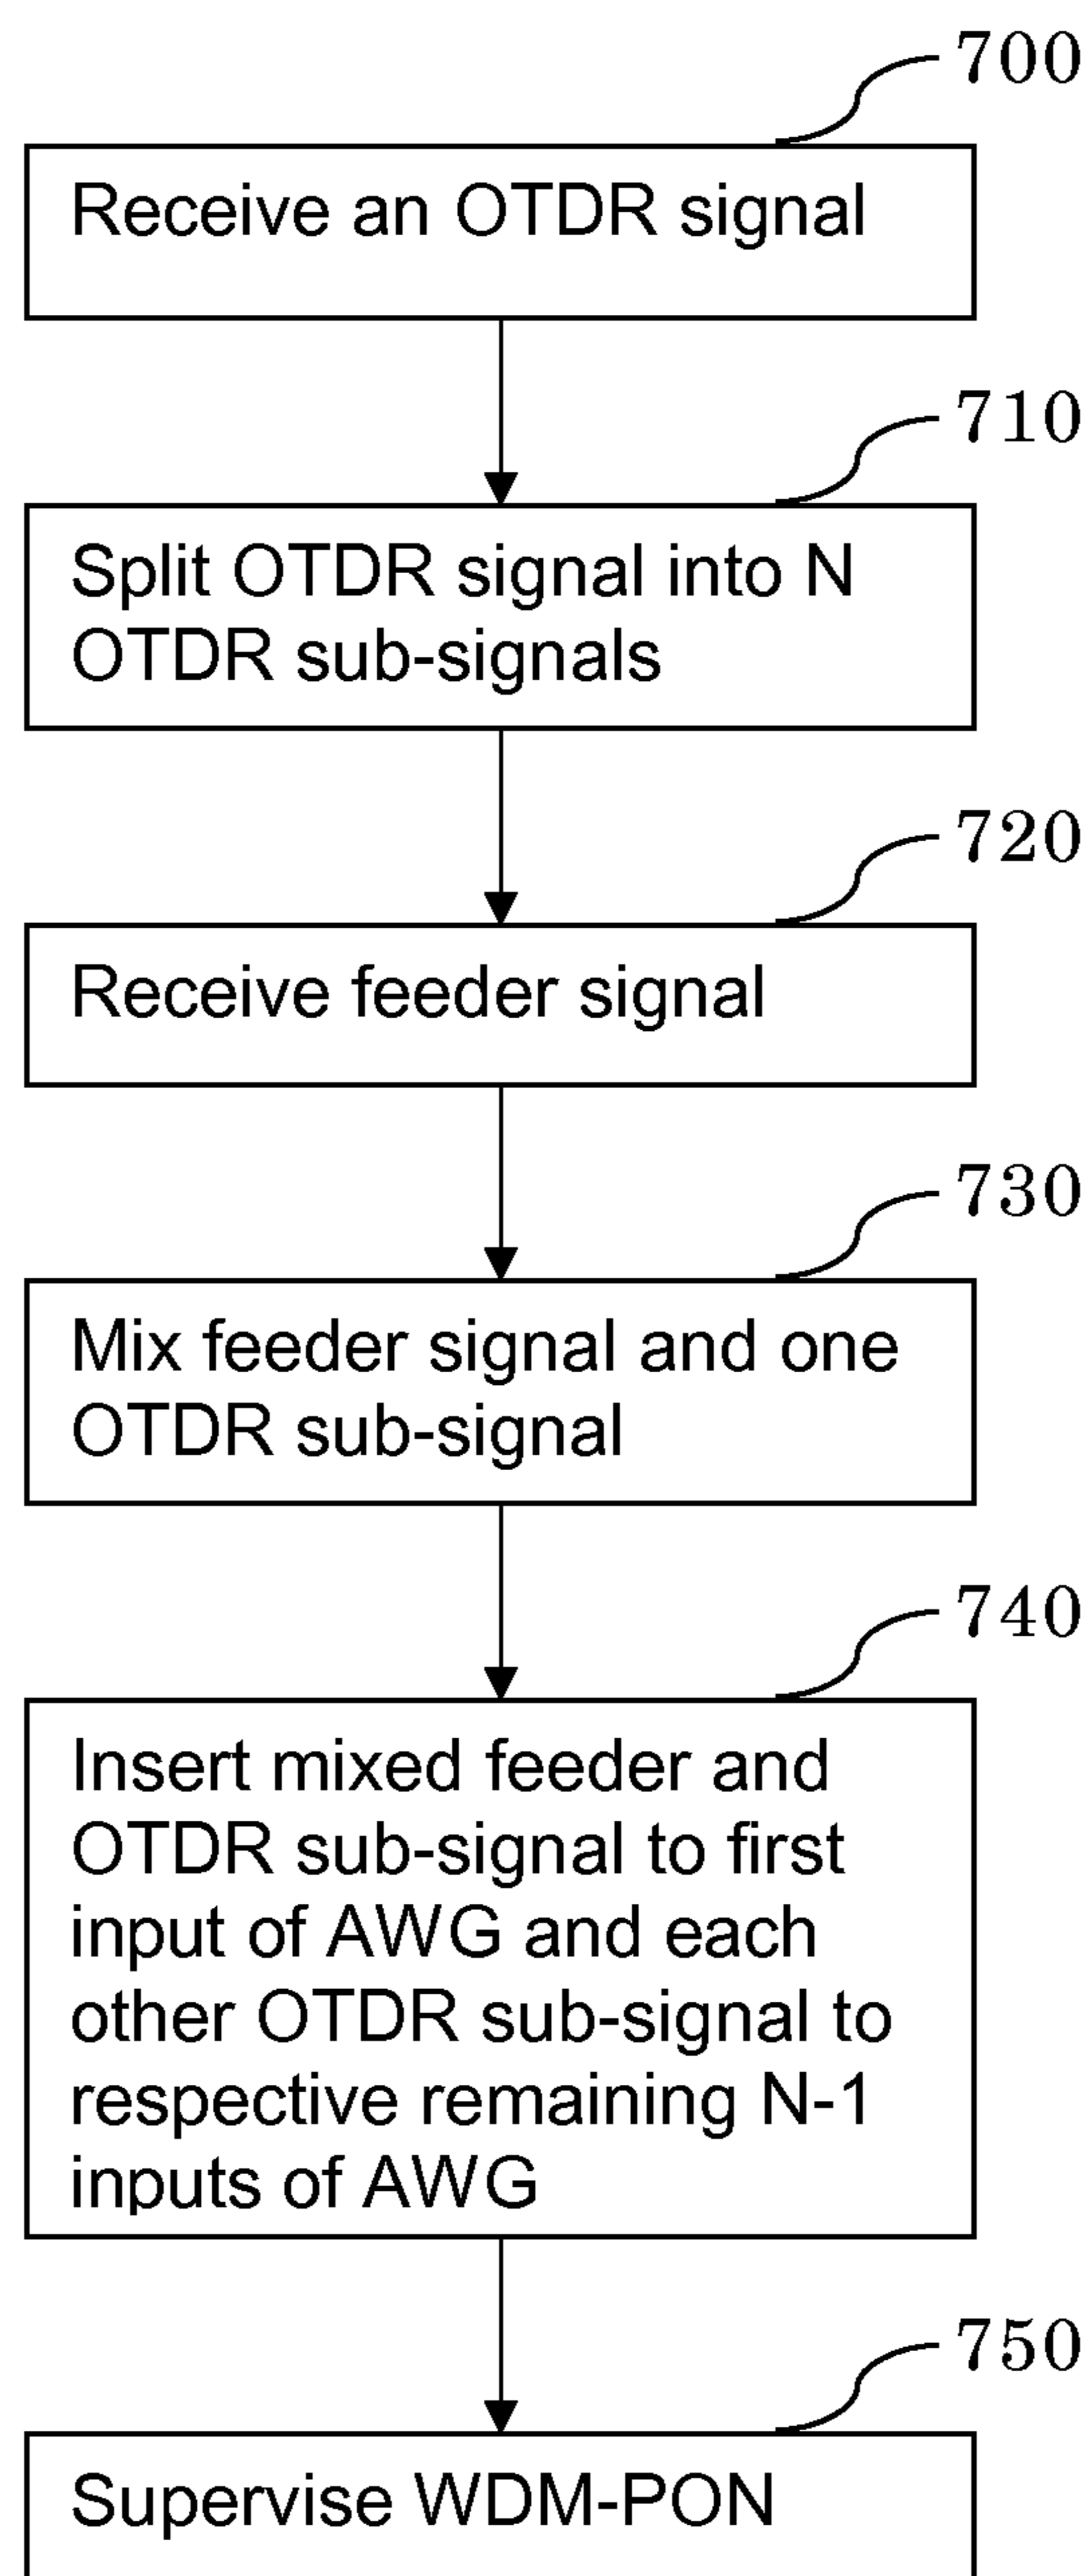 700
Receive an OTDR signal
710
Split OTDR signal into N
OTDR sub-signals
720
Receive feeder signal
730
Mix feeder signal and one
OTDR sub-signal
740
Insert mixed feeder and
OTDR sub-signal to first
input of AWG and each
other OTDR sub-signal to
respective remaining N-1
inputs of AWG
750
Supervise WDM-PON